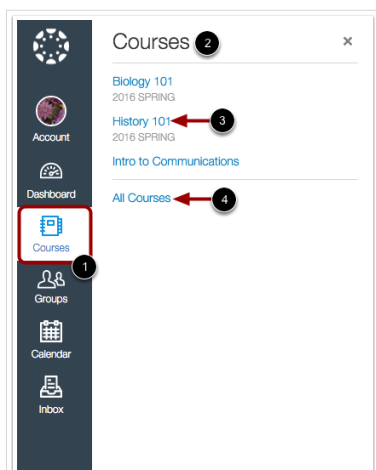 Courses 2
×
Biology 101
2016 SPRING
History 101 3
2016 SPRING
Intro to Communications
All Courses 4
Account
Dashboard
Courses
1
Groups
Calendar
Inbox